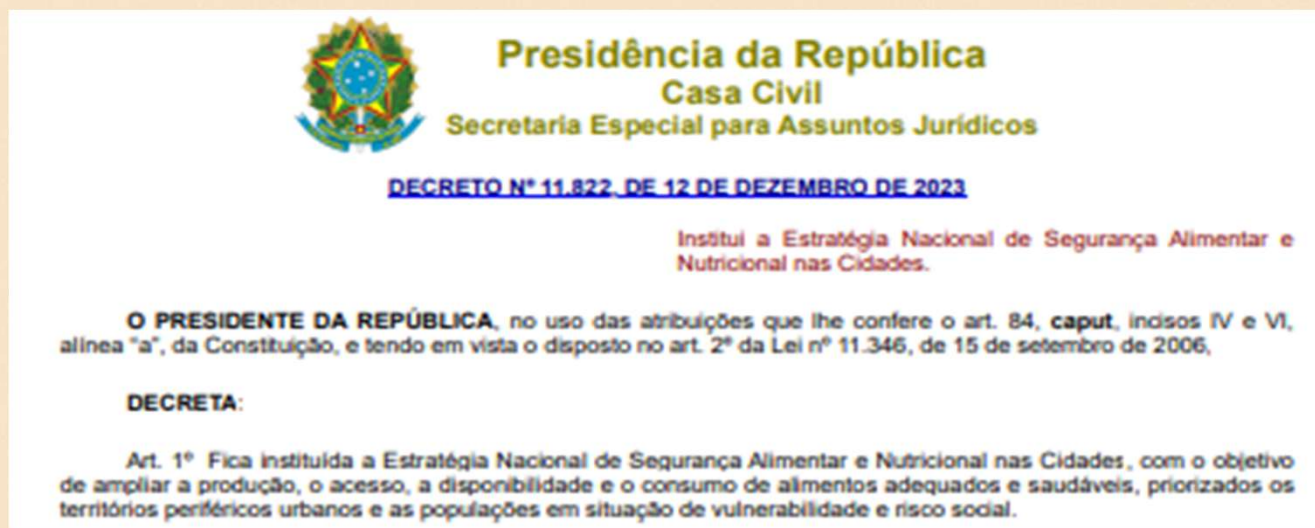 Presidência da República
Casa Civil
Secretaria Especial para Assuntos Jurídicos
DECRETO Nº 11.822, DE 12 DE DEZEMBRO DE 2023
Institui a Estratégia Nacional de Segurança Alimentar e
Nutricional nas Cidades.
O PRESIDENTE DA REPÚBLICA, no uso das atribuições que lhe confere o art. 84, caput, incisos IV e VI,
alínea "a", da Constituição, e tendo em vista o disposto no art. 2º da Lei nº 11.346, de 15 de setembro de 2006,
DECRETA:
Art. 1º Fica instituída a Estratégia Nacional de Segurança Alimentar e Nutricional nas Cidades, com o objetivo
de ampliar a produção, o acesso, a disponibilidade e o consumo de alimentos adequados e saudáveis, priorizados os
territórios periféricos urbanos e as populações em situação de vulnerabilidade e risco social.